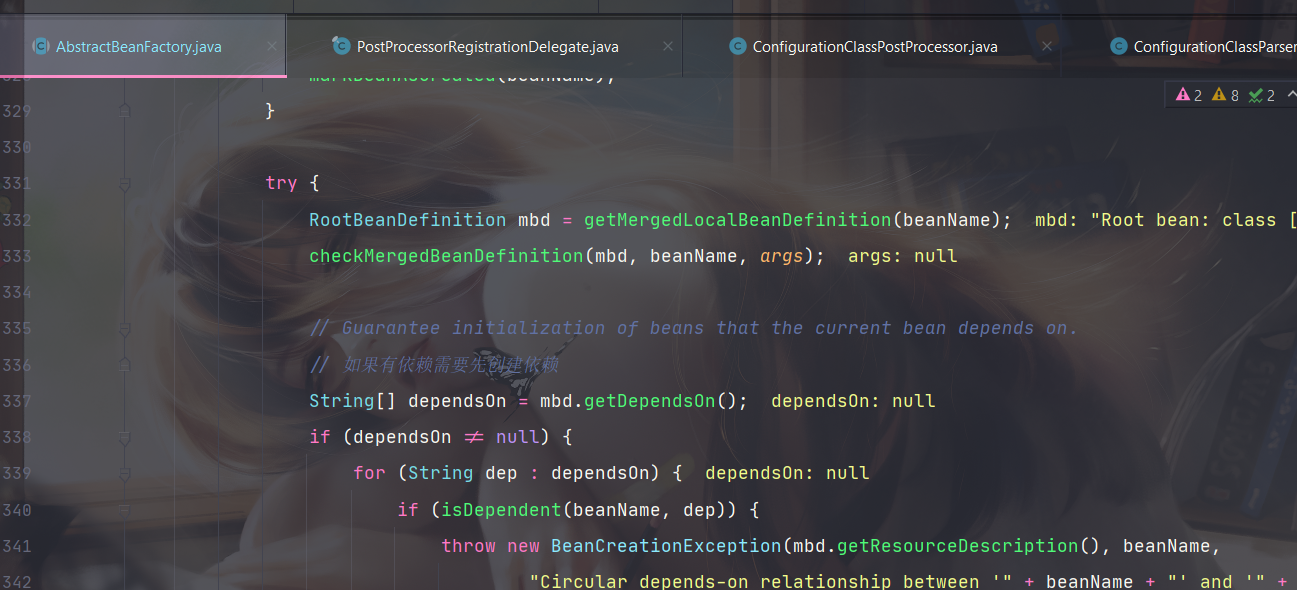 AbstractBeanFactory.java PostProcessorRegistrationDelegate.java ConfigurationClassPostProcessor.java ConfigurationClassParser
328 markBeanAsCreated(beanName);
2 8 2
329 }
330
331 try {
332 RootBeanDefinition mbd = getMergedLocalBeanDefinition(beanName); mbd: "Root bean: class [
333 checkMergedBeanDefinition(mbd, beanName, args); args: null
334
335 // Guarantee initialization of beans that the current bean depends on.
336 // 如果有依赖需要先创建依赖
337 String[] dependsOn = mbd.getDependsOn(); dependsOn: null
338 if (dependsOn ≠ null) {
339 for (String dep : dependsOn) { dependsOn: null
340 if (isDependent(beanName, dep)) {
341 throw new BeanCreationException(mbd.getResourceDescription(), beanName,
342 "Circular depends-on relationship between '" + beanName + "' and '" +